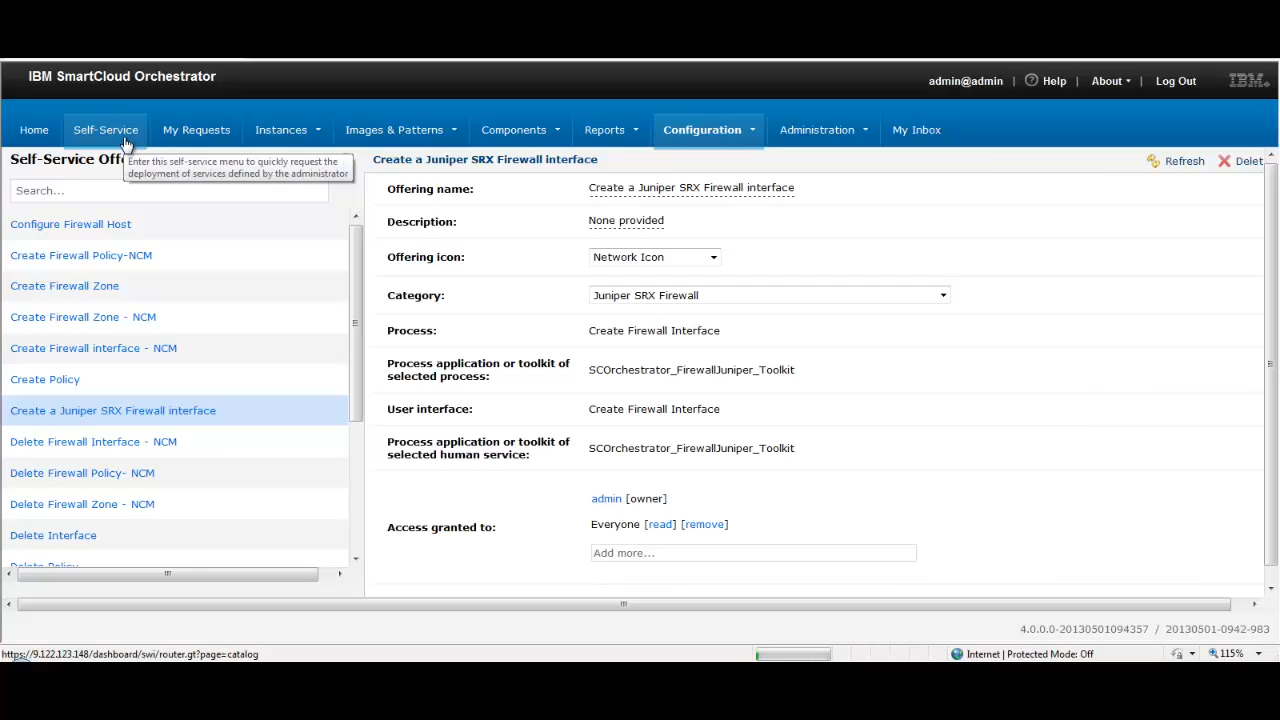 IBM SmartCloud Orchestrator
admin@admin | Help | About | Log Out IBM
Home Self-Service My Requests Instances Images & Patterns Components Reports Configuration Administration My Inbox
Self-Service Off
Enter this self-service menu to quickly request the
deployment of services defined by the administrator
Search...
Configure Firewall Host
Create Firewall Policy-NCM
Create Firewall Zone
Create Firewall Zone - NCM
Create Firewall interface - NCM
Create Policy
Create a Juniper SRX Firewall interface
Delete Firewall Interface - NCM
Delete Firewall Policy- NCM
Delete Firewall Zone - NCM
Delete Interface
Delete Policy
Create a Juniper SRX Firewall interface
Refresh Delet
Offering name: Create a Juniper SRX Firewall interface
Description: None provided
Offering icon: Network Icon
Category: Juniper SRX Firewall
Process: Create Firewall Interface
Process application or toolkit of
selected process: SCOrchestrator_FirewallJuniper_Toolkit
User interface: Create Firewall Interface
Process application or toolkit of
selected human service: SCOrchestrator_FirewallJuniper_Toolkit
Access granted to:
admin [owner]
Everyone [read] [remove]
Add more...
4.0.0.0-20130501094357 / 20130501-0942-983
https://9.122.123.148/dashboard/swi/router.gt?page=catalog
Internet | Protected Mode: Off
115%